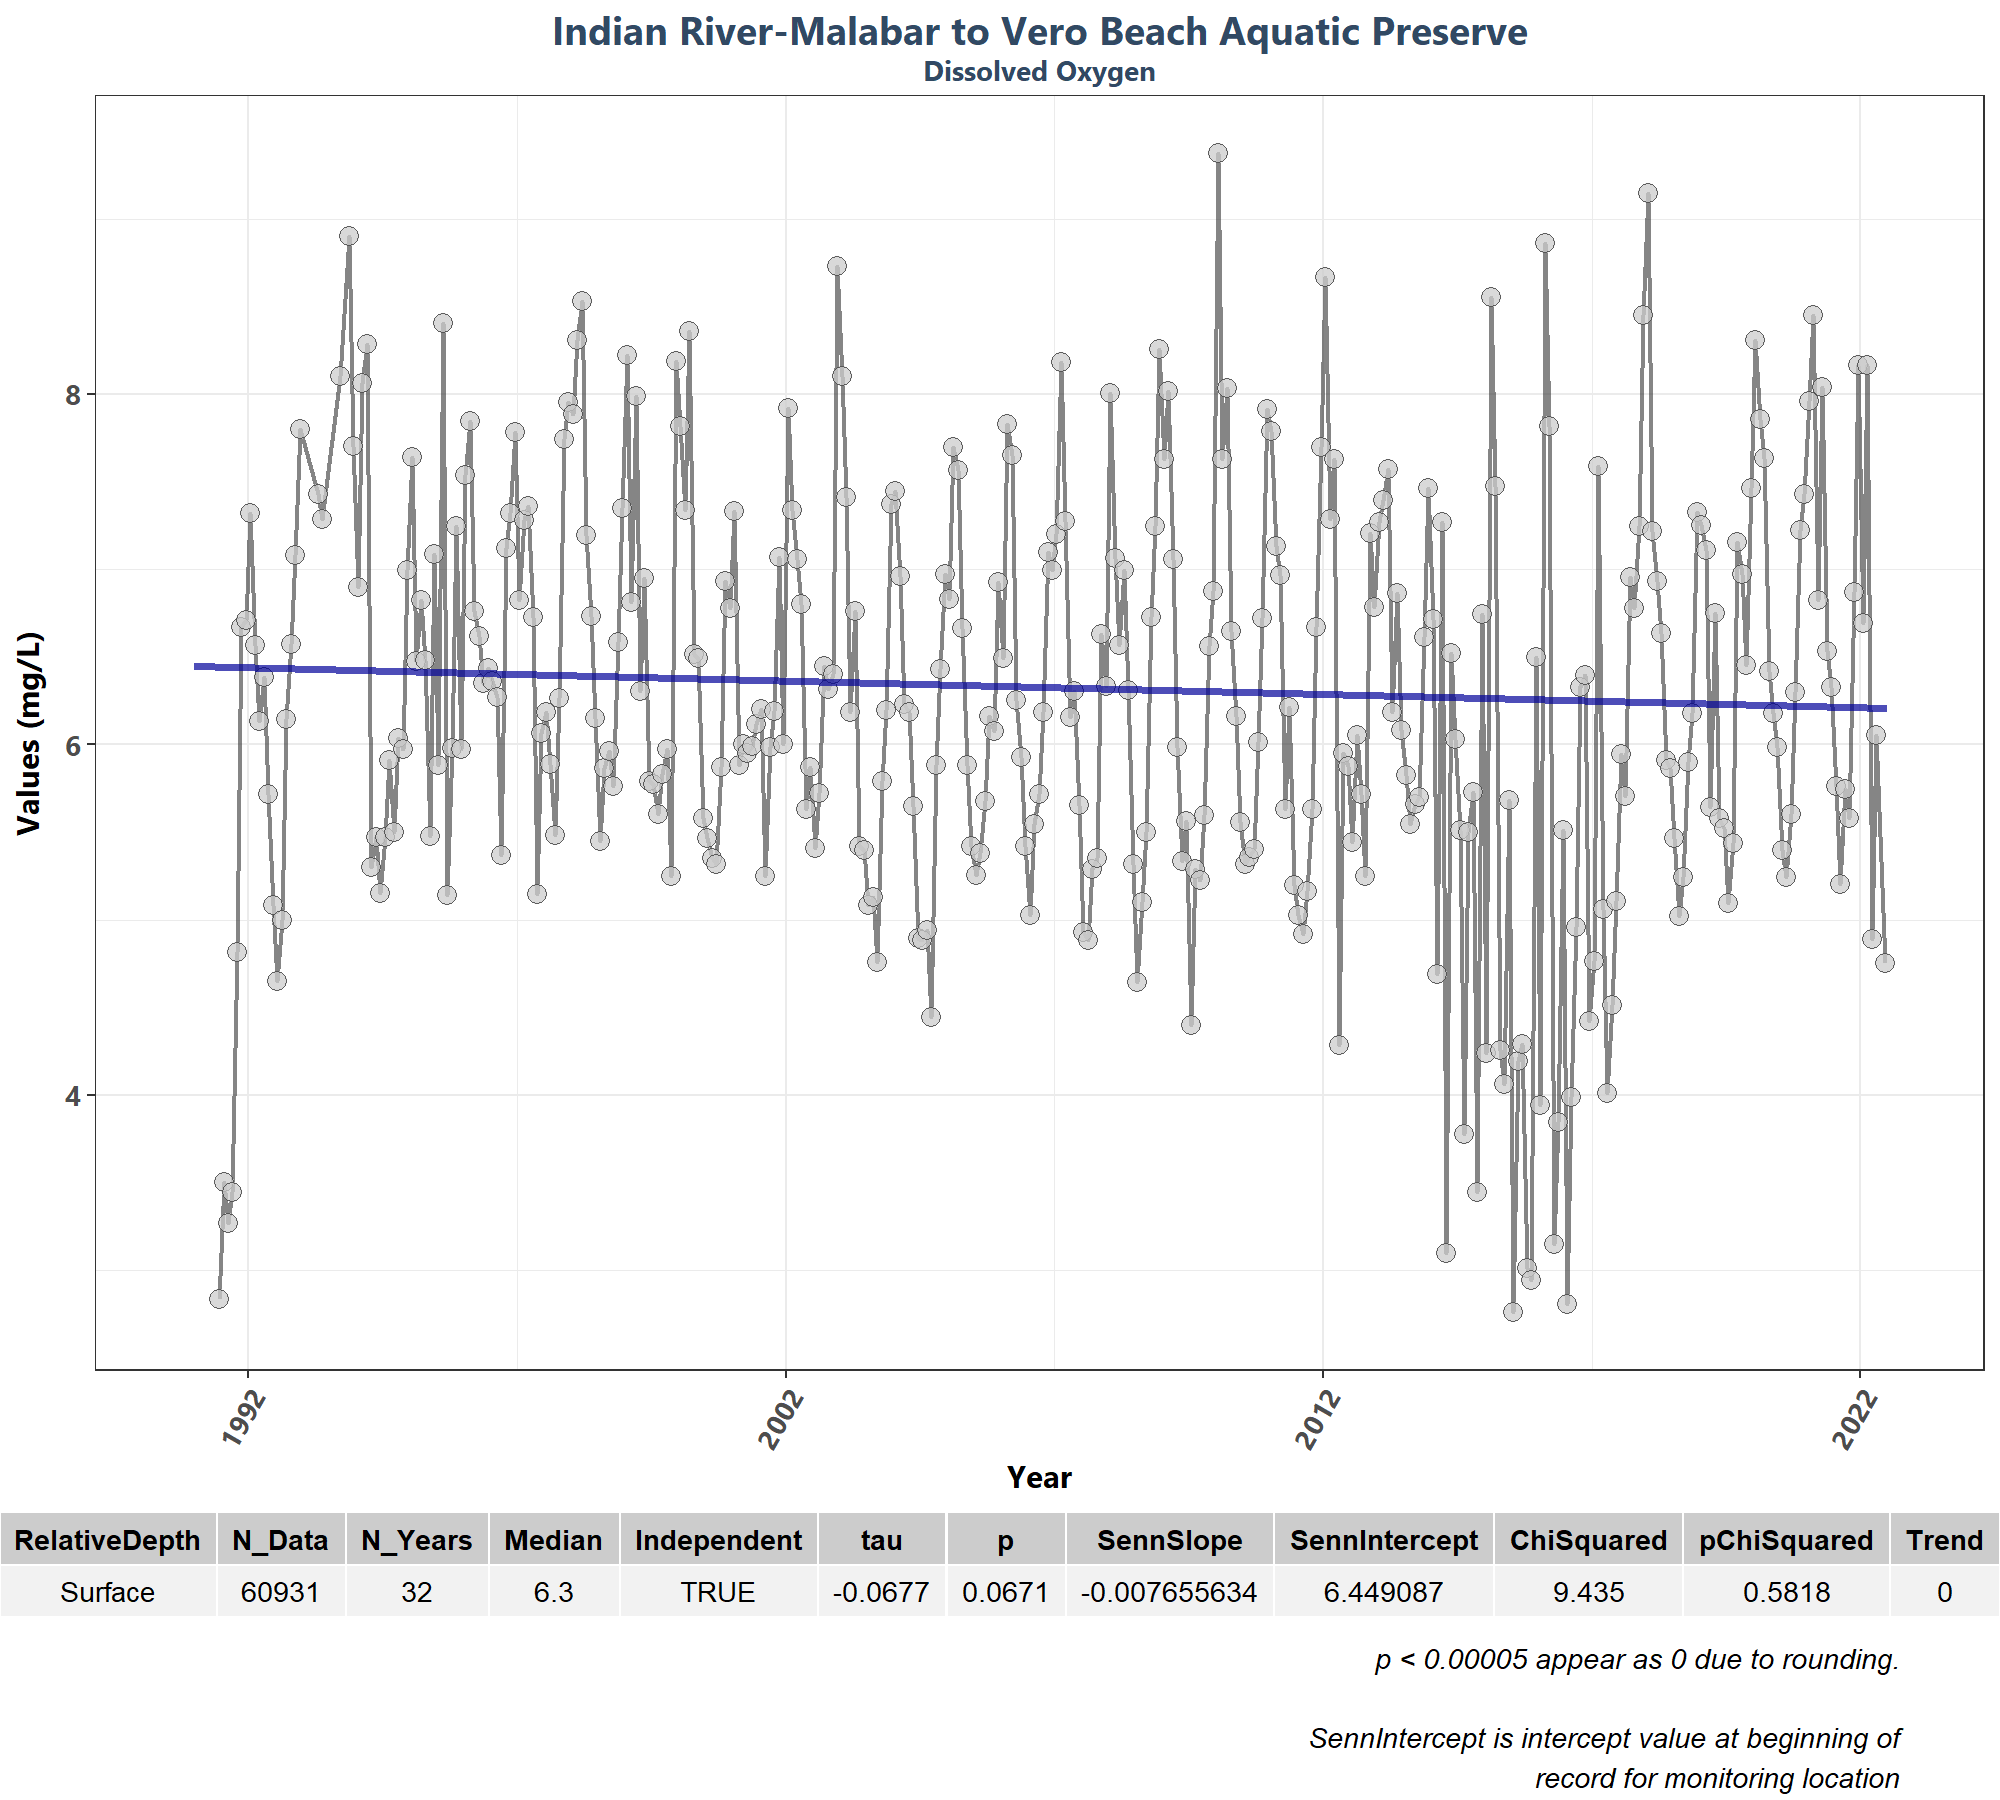 Indian River-Malabar to Vero Beach Aquatic Preserve
Dissolved Oxygen
Values (mg/L)
8
6
4
1992 2002 2012 2022
Year
RelativeDepth N_Data N_Years Median Independent tau p SennSlope SennIntercept ChiSquared pChiSquared Trend
Surface 60931 32 6.3 TRUE -0.0677 0.0671 -0.007655634 6.449087 9.435 0.5818 0
p < 0.00005 appear as 0 due to rounding.
SennIntercept is intercept value at beginning of
record for monitoring location